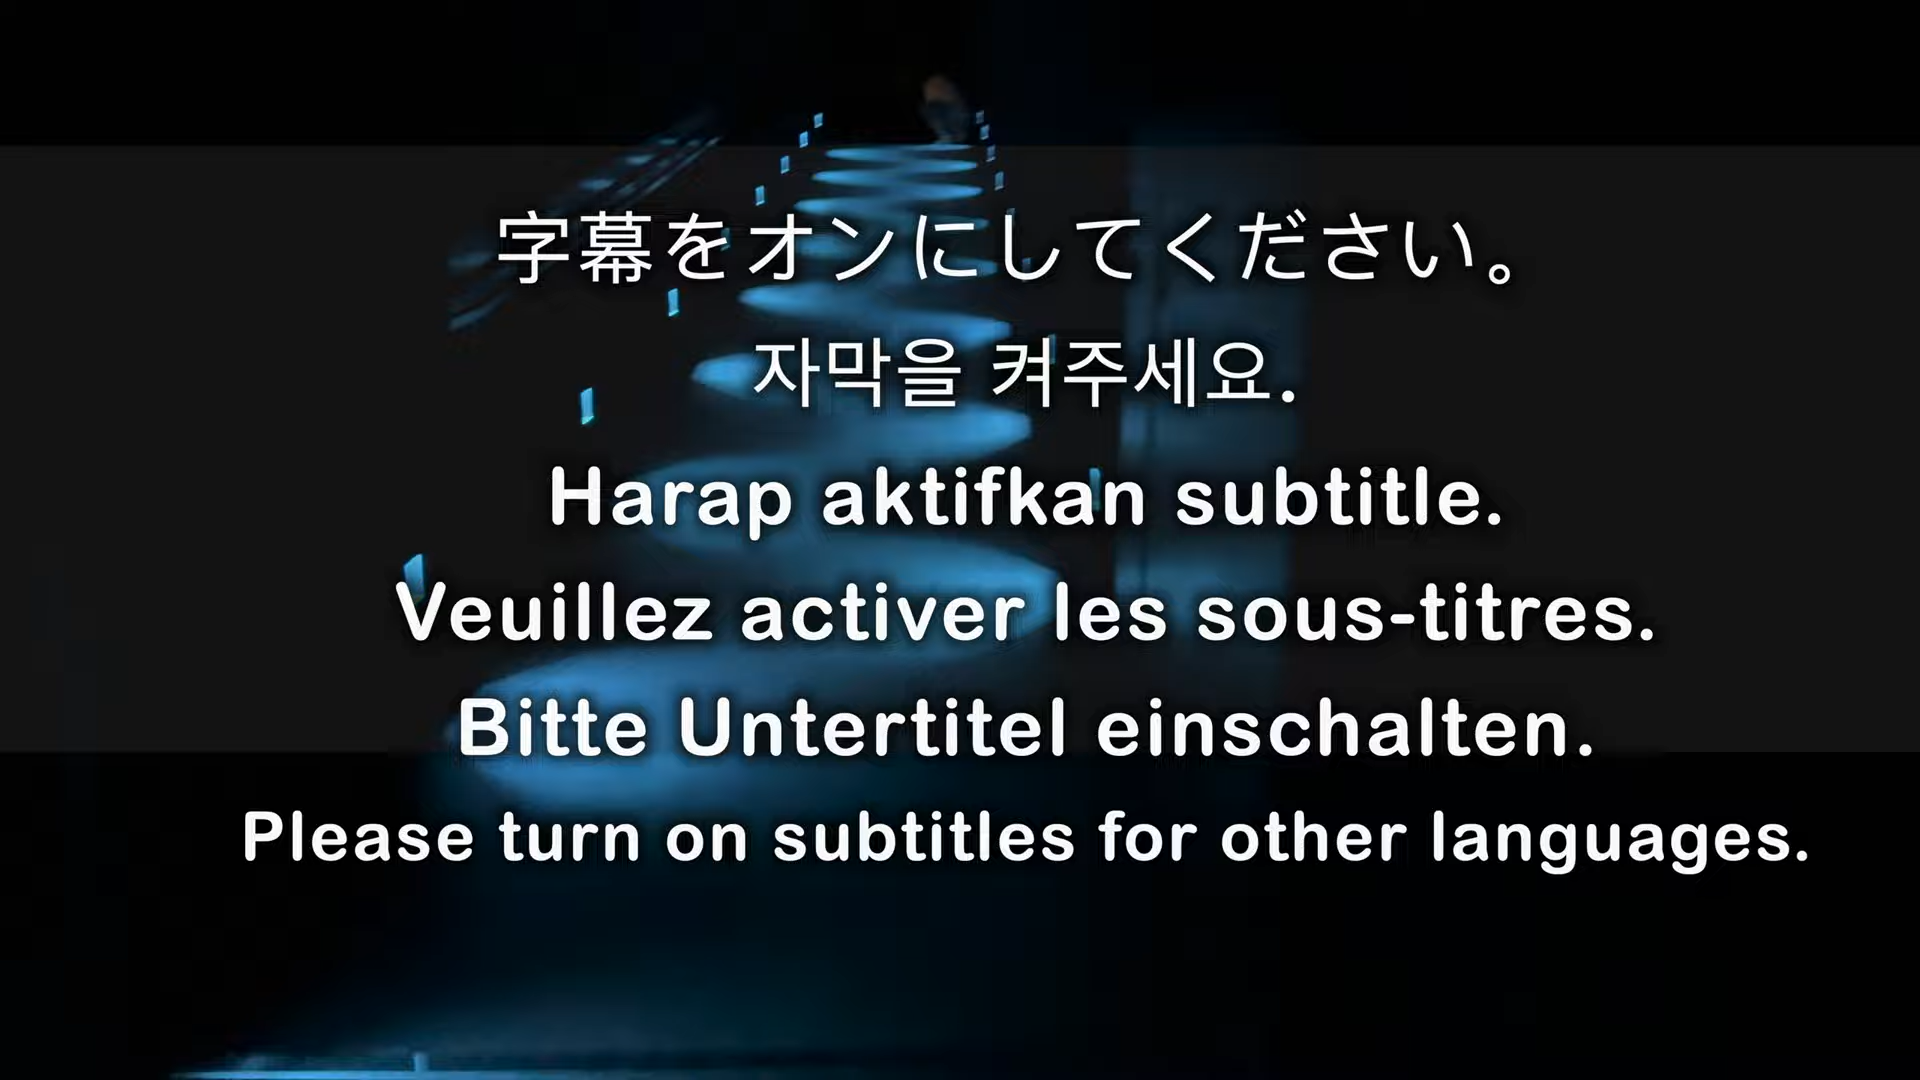 字幕をオンにしてください。
자막을 켜주세요.
Harap aktifkan subtitle.
Veuillez activer les sous-titres.
Bitte Untertitel einschalten.
Please turn on subtitles for other languages.